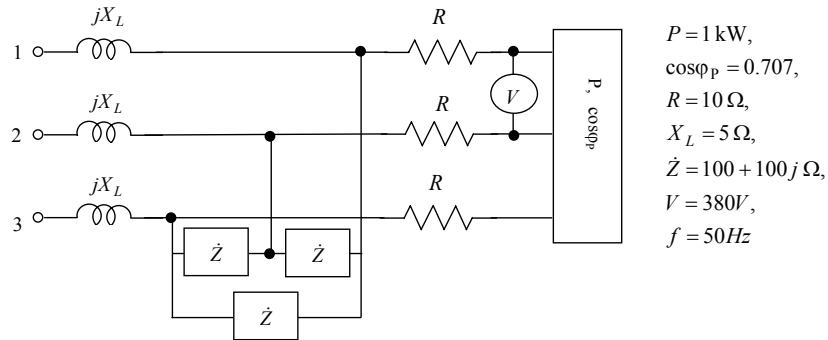 jX_L
R
1
jX_L
V
R
2
jX_L
R
3
Ż
Ż
Ż
P, cosφ_P
P = 1 kW,
cosφ_P = 0.707,
R = 10 Ω,
X_L = 5 Ω,
Ż = 100 + 100j Ω,
V = 380V,
f = 50Hz